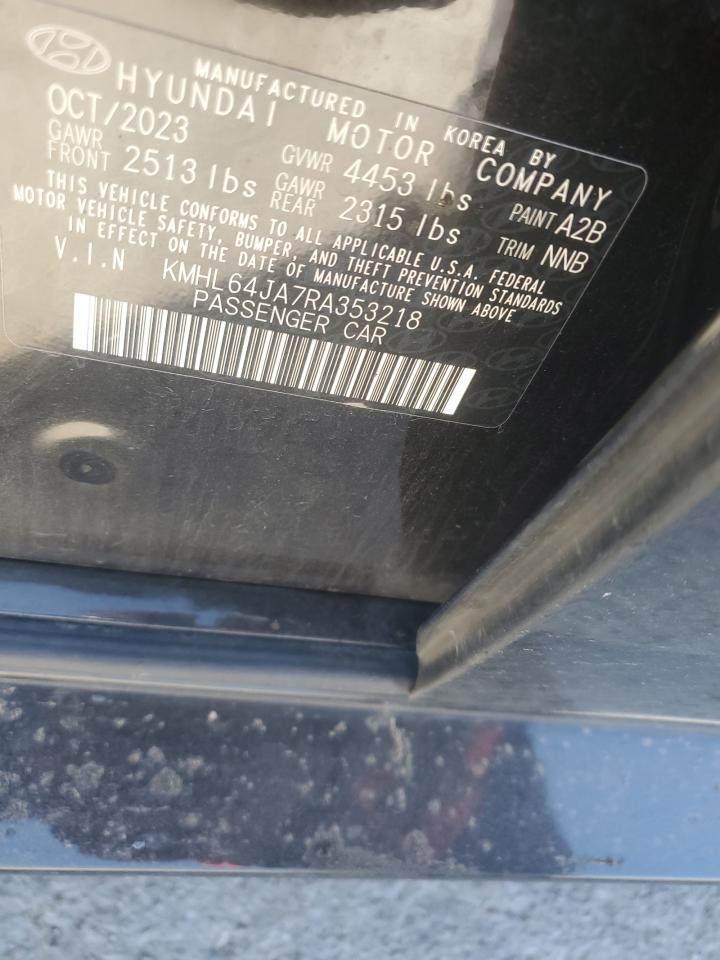 MANUFACTURED IN KOREA BY
HYUNDAI MOTOR COMPANY
OCT/2023 GVWR 4453 lbs PAINT A2B
GAWR FRONT 2513 lbs GAWR REAR 2315 lbs TRIM NNB
THIS VEHICLE CONFORMS TO ALL APPLICABLE U.S.A. FEDERAL
MOTOR VEHICLE SAFETY, BUMPER, AND THEFT PREVENTION STANDARDS
IN EFFECT ON THE DATE OF MANUFACTURE SHOWN ABOVE
V.I.N KMHL64JA7RA353218
PASSENGER CAR